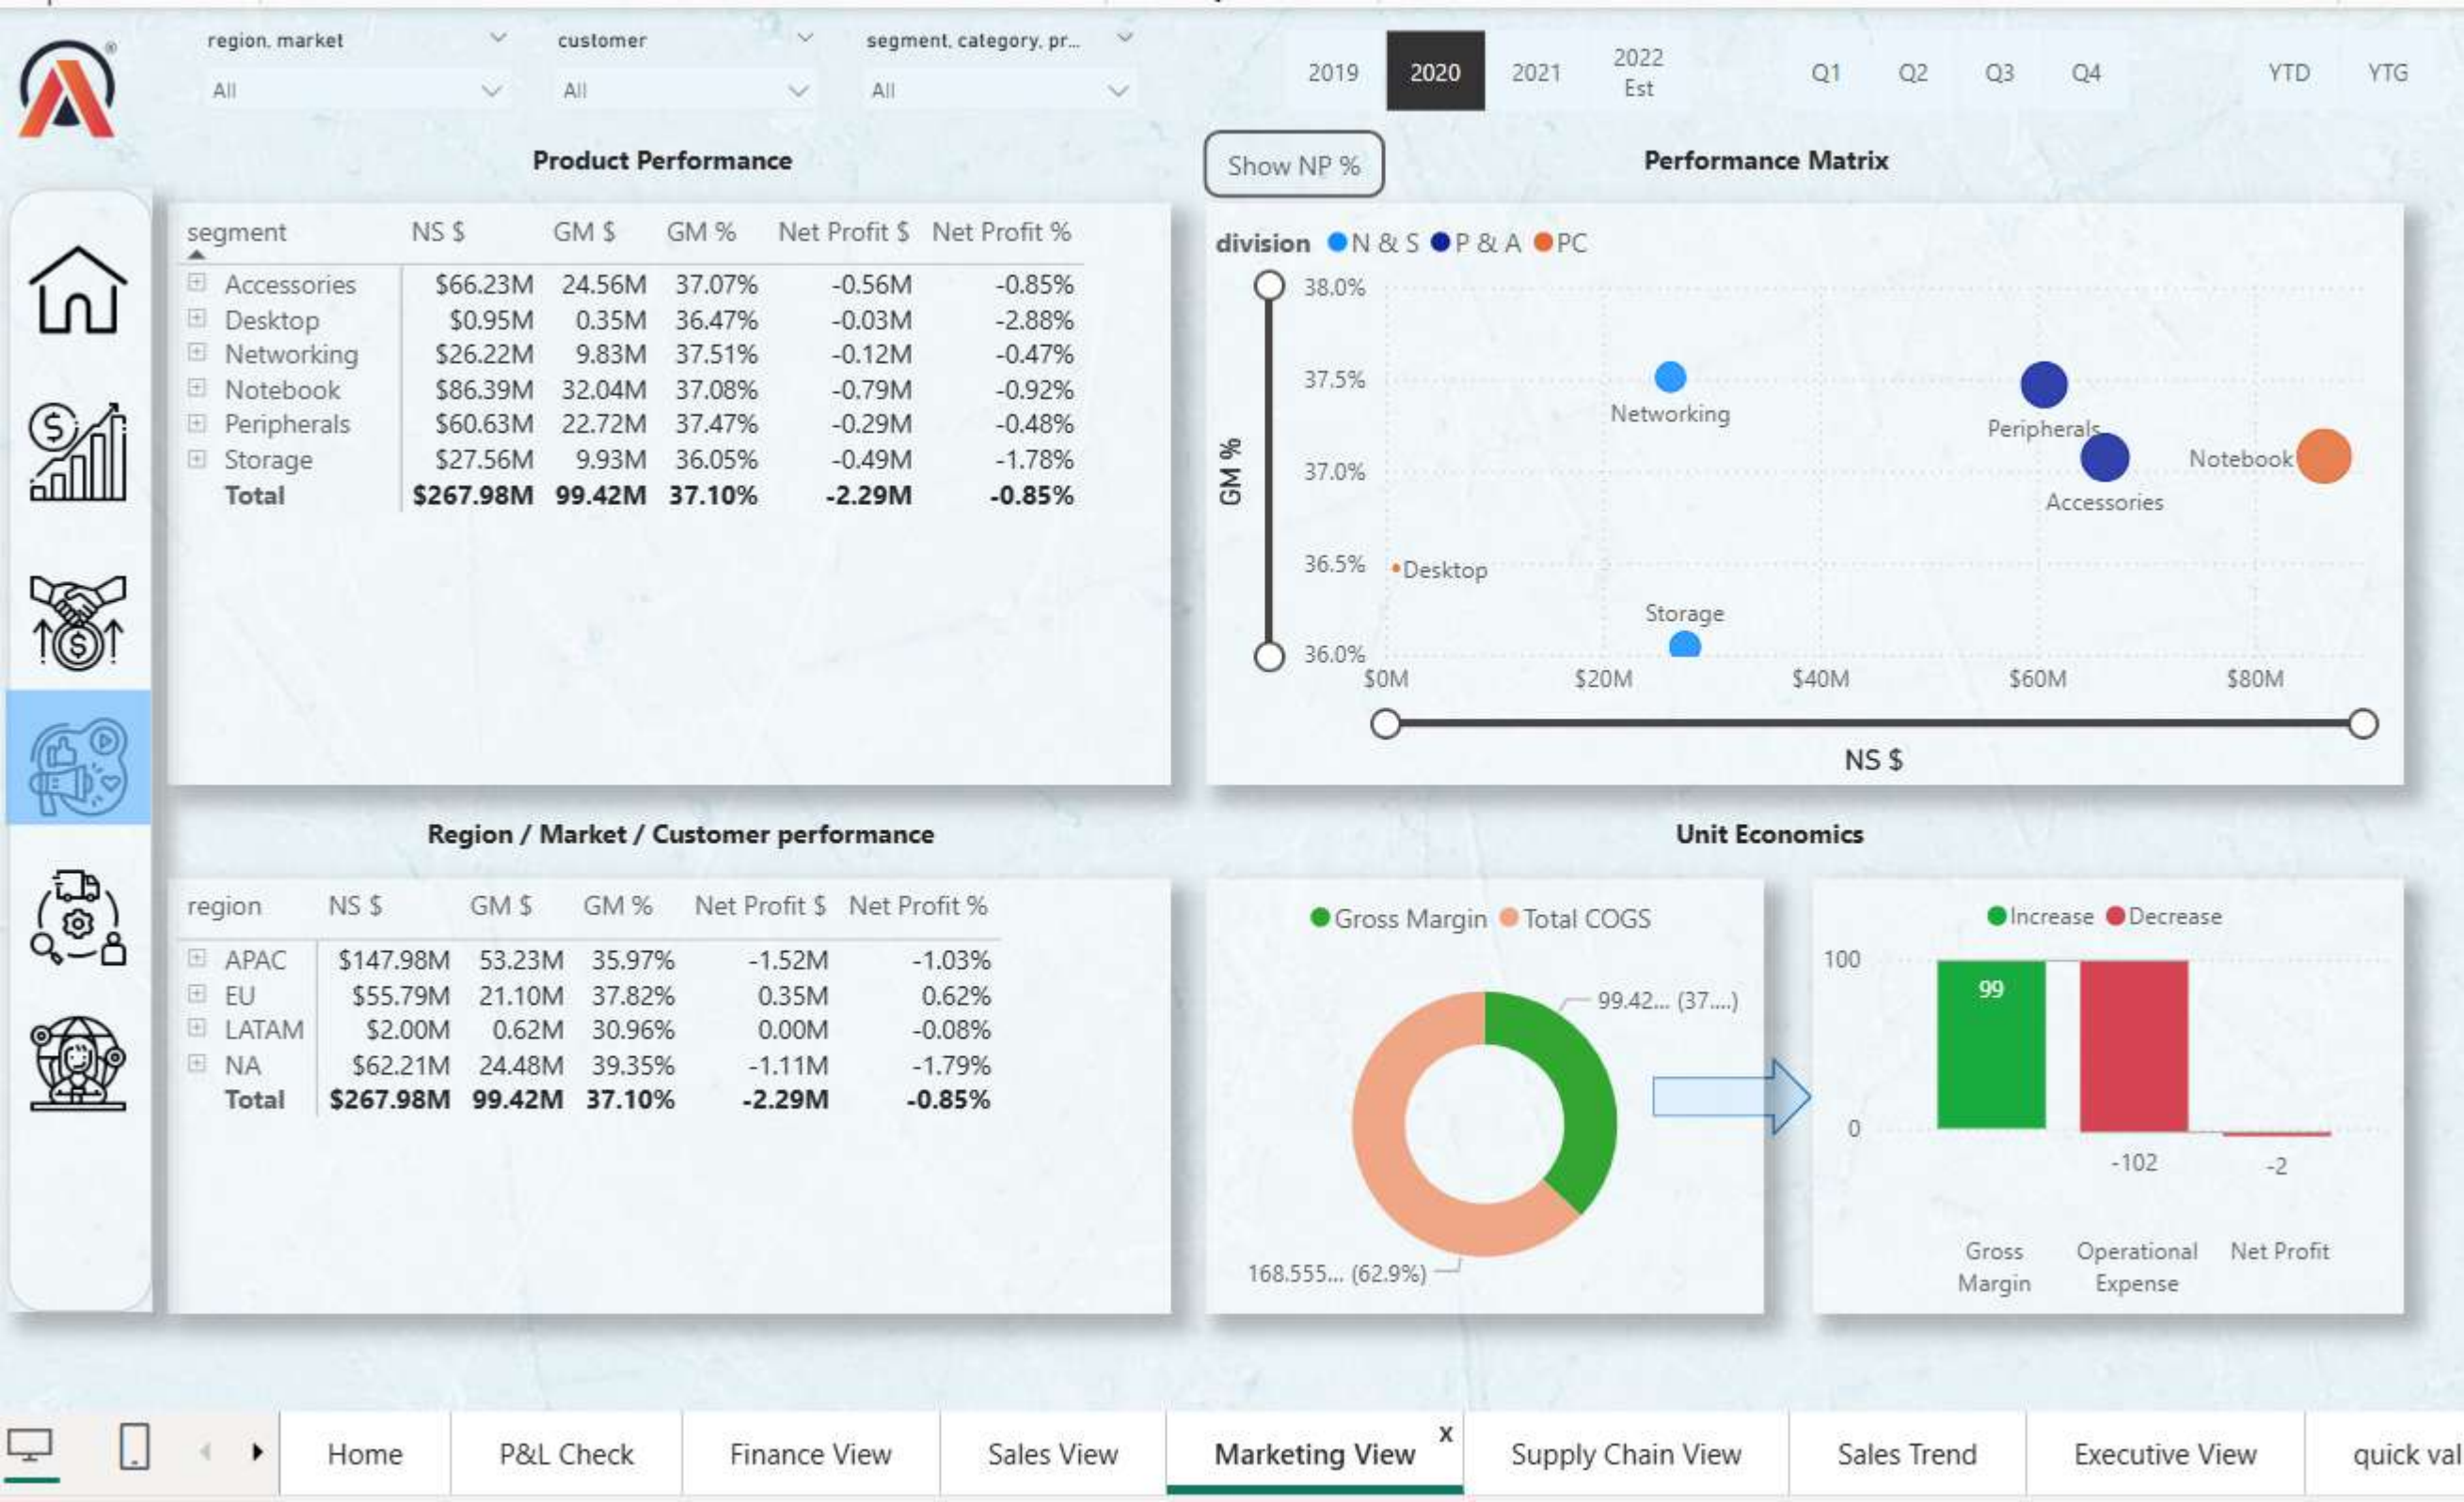 region, market
customer
segment, category, pr...
All
All
All
2019
2020
2021
2022
Est
Q1
Q2
Q3
Q4
YTD
YTG
Product Performance
segment NS $ GM $ GM % Net Profit $ Net Profit %
Accessories $66.23M 24.56M 37.07% -0.56M -0.85%
Desktop $0.95M 0.35M 36.47% -0.03M -2.88%
Networking $26.22M 9.83M 37.51% -0.12M -0.47%
Notebook $86.39M 32.04M 37.08% -0.79M -0.92%
Peripherals $60.63M 22.72M 37.47% -0.29M -0.48%
Storage $27.56M 9.93M 36.05% -0.49M -1.78%
Total $267.98M 99.42M 37.10% -2.29M -0.85%
Show NP %
Performance Matrix
division N & S P & A PC
38.0%
37.5%
37.0%
36.5%
36.0%
GM %
Networking
Peripherals
Notebook
Accessories
Desktop
Storage
$0M $20M $40M $60M $80M
NS $
Region / Market / Customer performance
region NS $ GM $ GM % Net Profit $ Net Profit %
APAC $147.98M 53.23M 35.97% -1.52M -1.03%
EU $55.79M 21.10M 37.82% 0.35M 0.62%
LATAM $2.00M 0.62M 30.96% 0.00M -0.08%
NA $62.21M 24.48M 39.35% -1.11M -1.79%
Total $267.98M 99.42M 37.10% -2.29M -0.85%
Unit Economics
Gross Margin Total COGS
99.42... (37....)
168.555... (62.9%)
Increase Decrease
100
0
99
-102
-2
Gross
Margin
Operational
Expense
Net Profit
Home
P&L Check
Finance View
Sales View
Marketing View
X
Supply Chain View
Sales Trend
Executive View
quick val